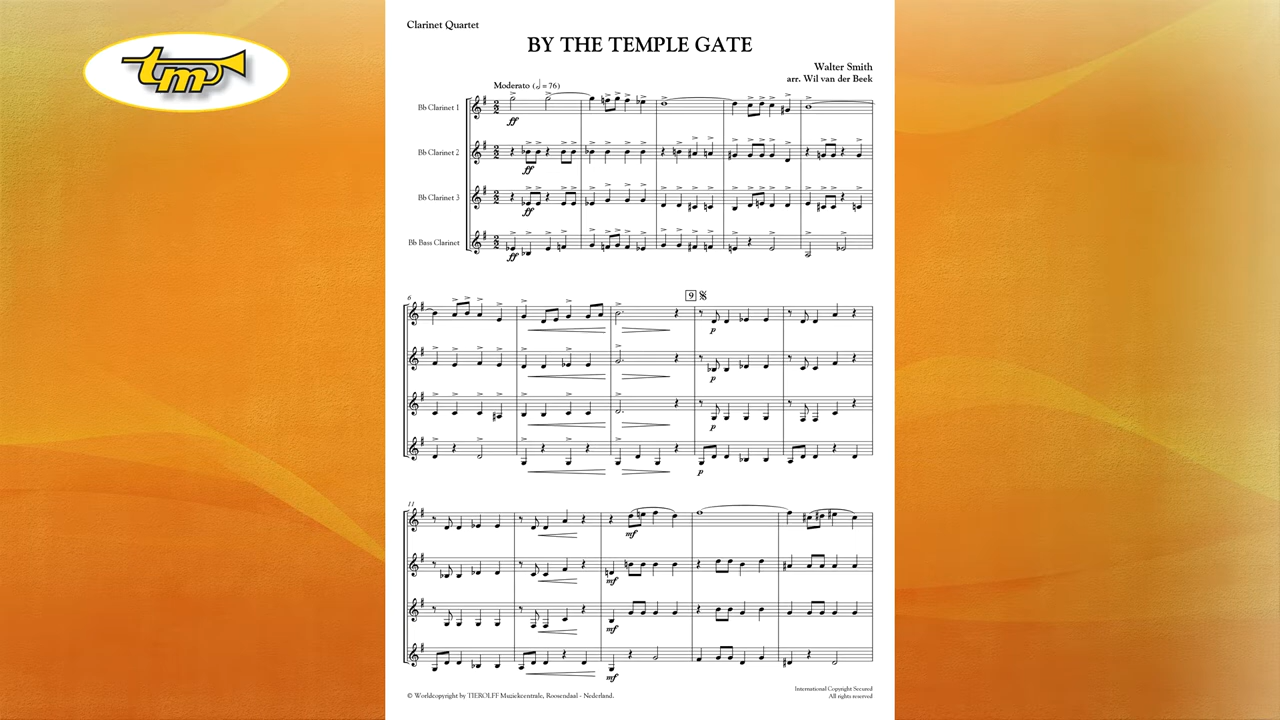 tm
Clarinet Quartet
BY THE TEMPLE GATE
Walter Smith
arr. Wil van der Beek
Moderato (𝅗𝅥 = 76)
Bb Clarinet 1
ff
Bb Clarinet 2
ff
Bb Clarinet 3
ff
Bb Bass Clarinet
ff
6
9
p
p
p
p
11
mf
mf
mf
mf
© Worldcopyright by TIEROLFF Muziekcentrale, Roosendaal - Nederland.
International Copyright Secured
All rights reserved